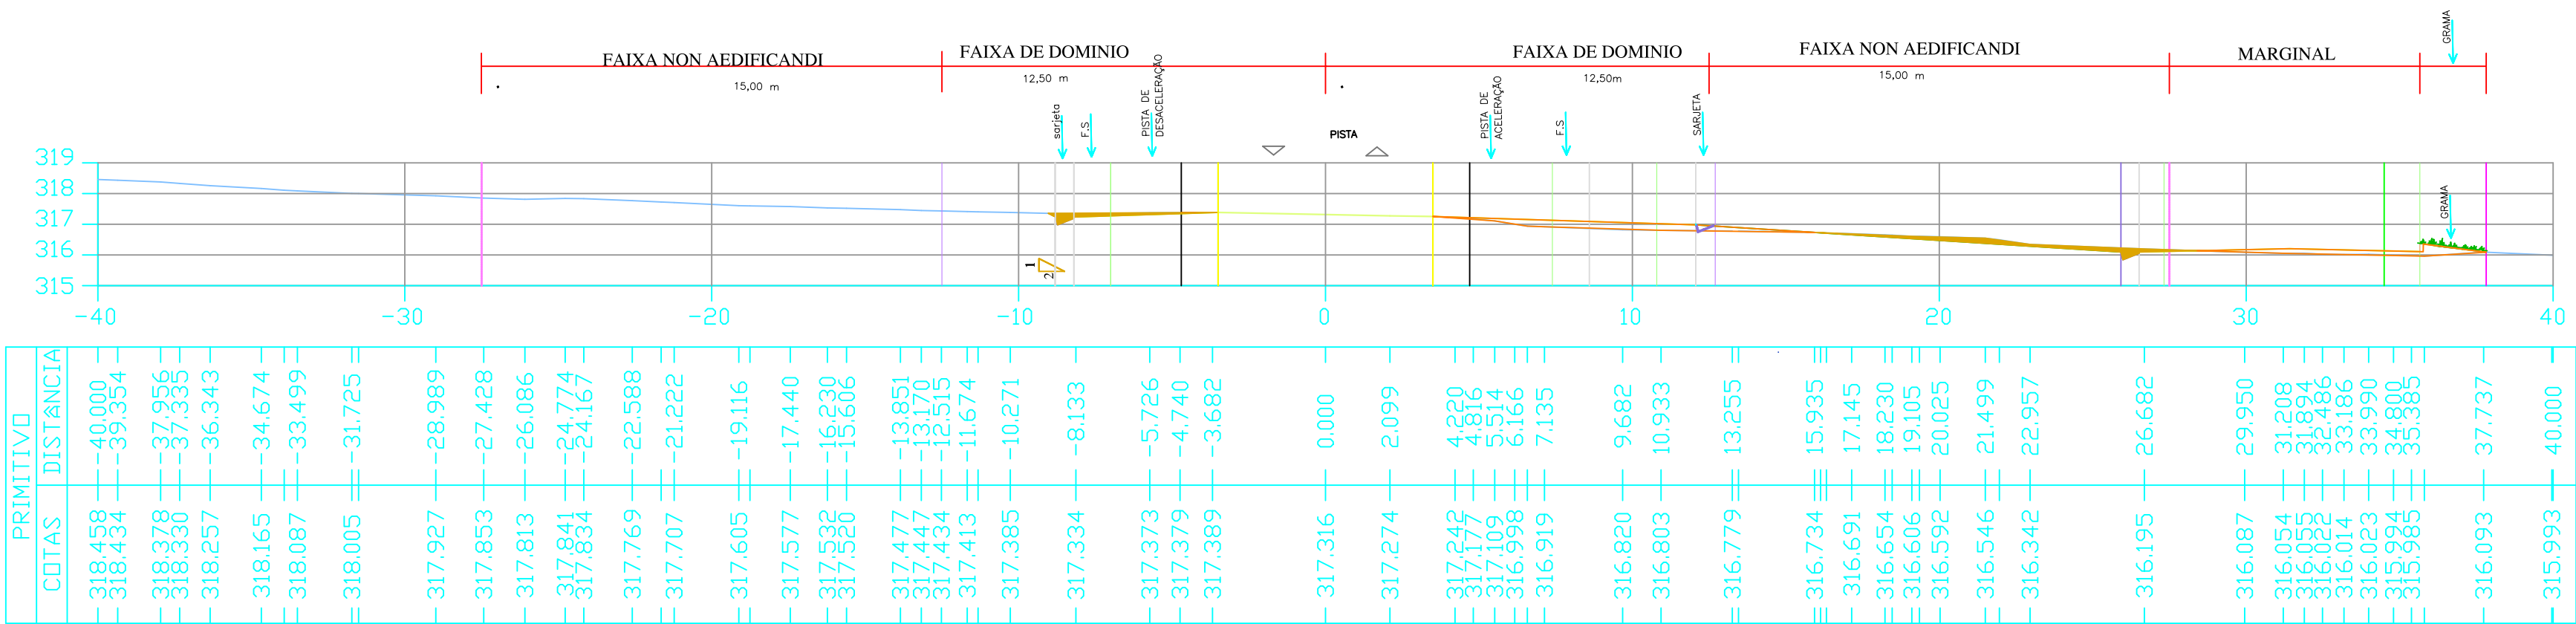 GRAMA
FAIXA NON AEDIFICANDI
FAIXA DE DOMINIO
FAIXA DE DOMINIO
FAIXA NON AEDIFICANDI
MARGINAL
15,00 m
12,50 m
12,50m
15,00 m
sarjeta
F.S
PISTA DE
DESACELERAÇÃO
PISTA
PISTA DE
ACELERAÇÃO
F.S
SARJETA
GRAMA
319
318
317
316
315
1
2
-40 -30 -20 -10 0 10 20 30 40
PRIMITIVO
DISTÂNCIA
-40.000 -39.354 -37.956 -37.335 -36.343 -34.674 -33.499 -31.725 -28.989 -27.428 -26.086 -24.774 -24.167 -22.588 -21.222 -19.116 -17.440 -16.230 -15.606 -13.851 -13.170 -12.515 -11.674 -10.271 -8.133 -5.726 -4.740 -3.682 0.000 2.099 4.220 4.816 5.514 6.166 7.135 9.682 10.933 13.255 15.935 17.145 18.230 19.105 20.025 21.499 22.957 26.682 29.950 31.208 31.894 32.486 33.186 33.990 34.800 35.385 37.737 40.000
COTAS
318.458 318.434 318.378 318.330 318.257 318.165 318.087 318.005 317.927 317.853 317.813 317.841 317.834 317.769 317.707 317.605 317.577 317.532 317.520 317.477 317.447 317.434 317.413 317.385 317.334 317.373 317.379 317.389 317.316 317.274 317.242 317.177 317.109 316.998 316.919 316.820 316.803 316.779 316.734 316.691 316.654 316.606 316.592 316.546 316.342 316.195 316.087 316.054 316.055 316.022 316.014 316.023 315.994 315.985 316.093 315.993